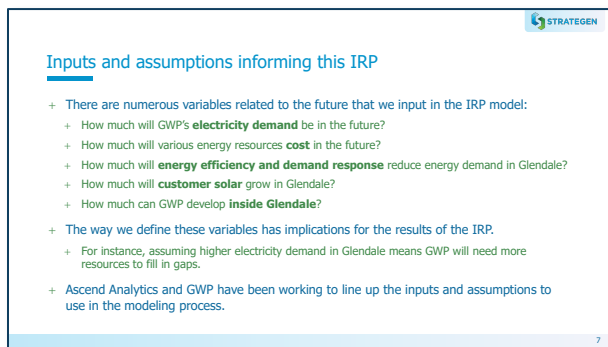 STRATEGEN
Inputs and assumptions informing this IRP
+ There are numerous variables related to the future that we input in the IRP model:
+ How much will GWP's electricity demand be in the future?
+ How much will various energy resources cost in the future?
+ How much will energy efficiency and demand response reduce energy demand in Glendale?
+ How much will customer solar grow in Glendale?
+ How much can GWP develop inside Glendale?
+ The way we define these variables has implications for the results of the IRP.
+ For instance, assuming higher electricity demand in Glendale means GWP will need more
resources to fill in gaps.
+ Ascend Analytics and GWP have been working to line up the inputs and assumptions to
use in the modeling process.
7